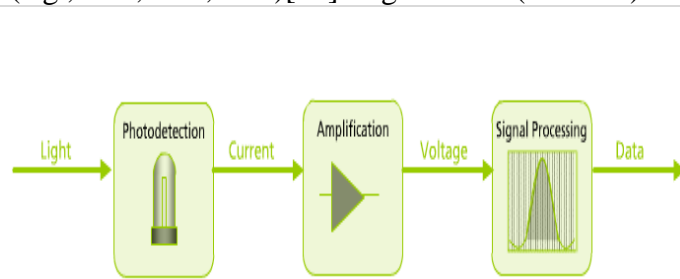 Light
Photodetection
Current
Amplification
Voltage
Signal Processing
Data